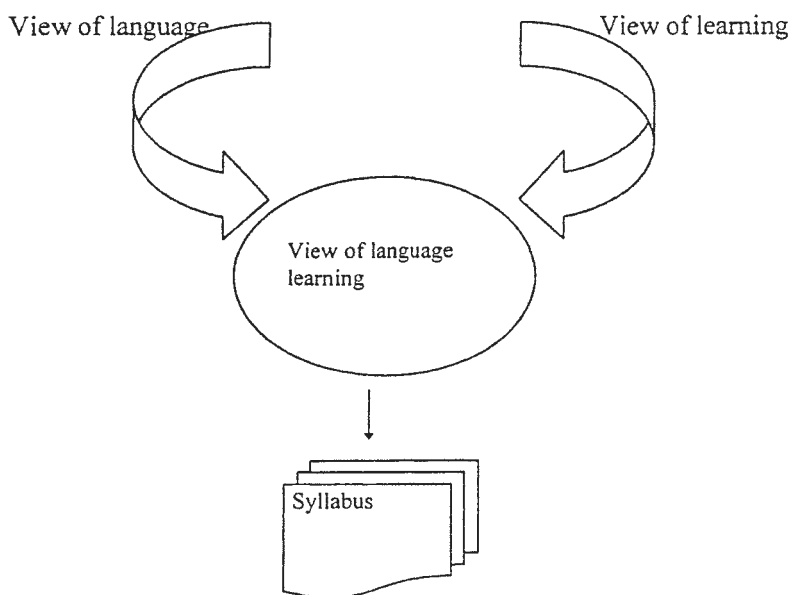 View of language
View of learning
View of language
learning
Syllabus